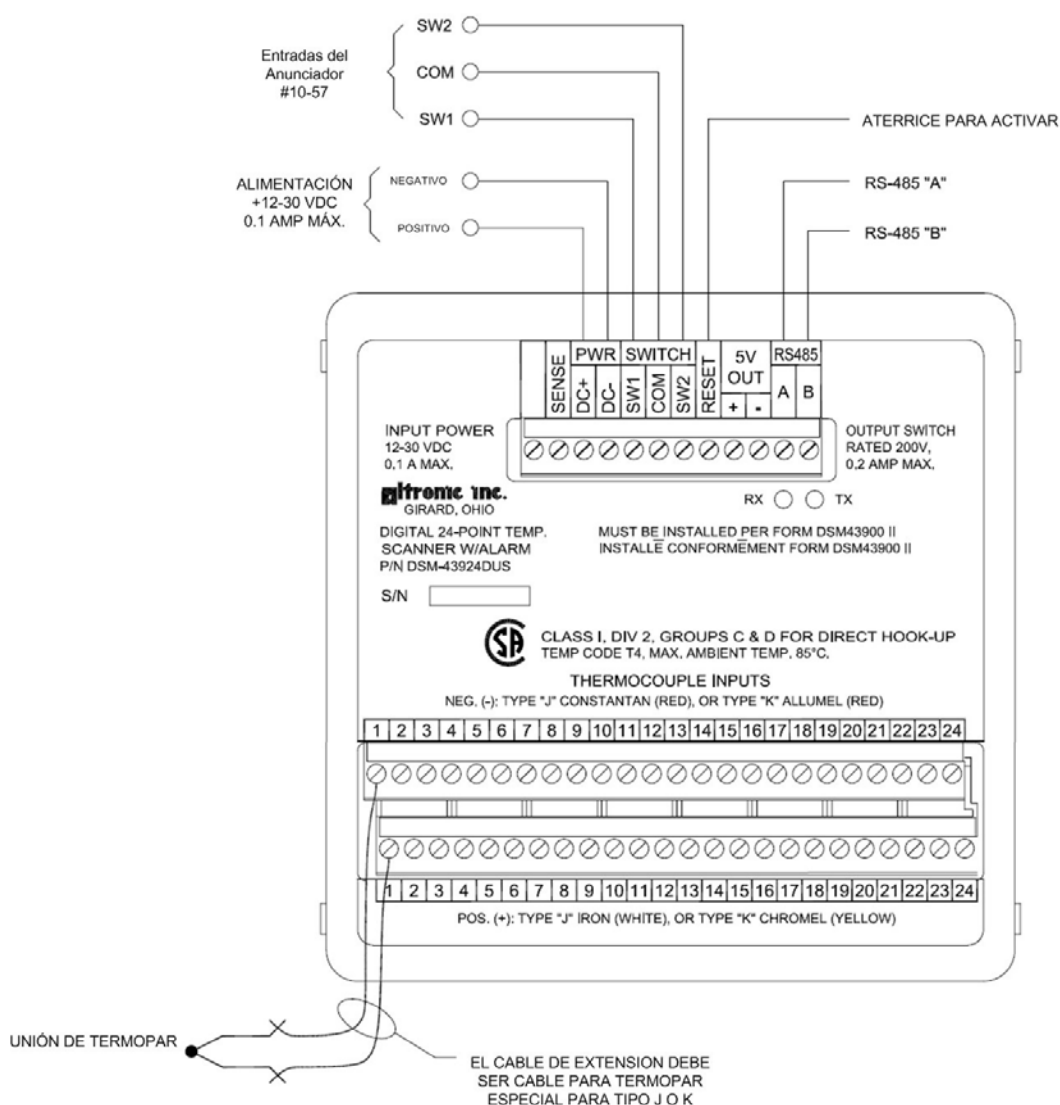 SW2
Entradas del
Anunciador
#10-57
COM
SW1
ATERRICE PARA ACTIVAR
ALIMENTACIÓN
+12-30 VDC
0.1 AMP MÁX.
NEGATIVO
POSITIVO
RS-485 "A"
RS-485 "B"
SENSE
PWR
DC+
DC-
SWITCH
SW1
COM
SW2
RESET
5V
OUT
+ -
RS485
A B
INPUT POWER
12-30 VDC
0.1 A MAX.
OUTPUT SWITCH
RATED 200V,
0.2 AMP MAX.
altronic inc.
GIRARD, OHIO
RX TX
DIGITAL 24-POINT TEMP.
SCANNER W/ALARM
P/N DSM-43924DUS
MUST BE INSTALLED PER FORM DSM43900 II
INSTALLÉ CONFORMÉMENT FORM DSM43900 II
S/N
SA CLASS I, DIV 2, GROUPS C & D FOR DIRECT HOOK-UP
TEMP CODE T4, MAX. AMBIENT TEMP. 85°C.
THERMOCOUPLE INPUTS
NEG. (-): TYPE "J" CONSTANTAN (RED), OR TYPE "K" ALLUMEL (RED)
1 2 3 4 5 6 7 8 9 10 11 12 13 14 15 16 17 18 19 20 21 22 23 24
1 2 3 4 5 6 7 8 9 10 11 12 13 14 15 16 17 18 19 20 21 22 23 24
POS. (+): TYPE "J" IRON (WHITE), OR TYPE "K" CHROMEL (YELLOW)
UNIÓN DE TERMOPAR
EL CABLE DE EXTENSION DEBE
SER CABLE PARA TERMOPAR
ESPECIAL PARA TIPO J O K